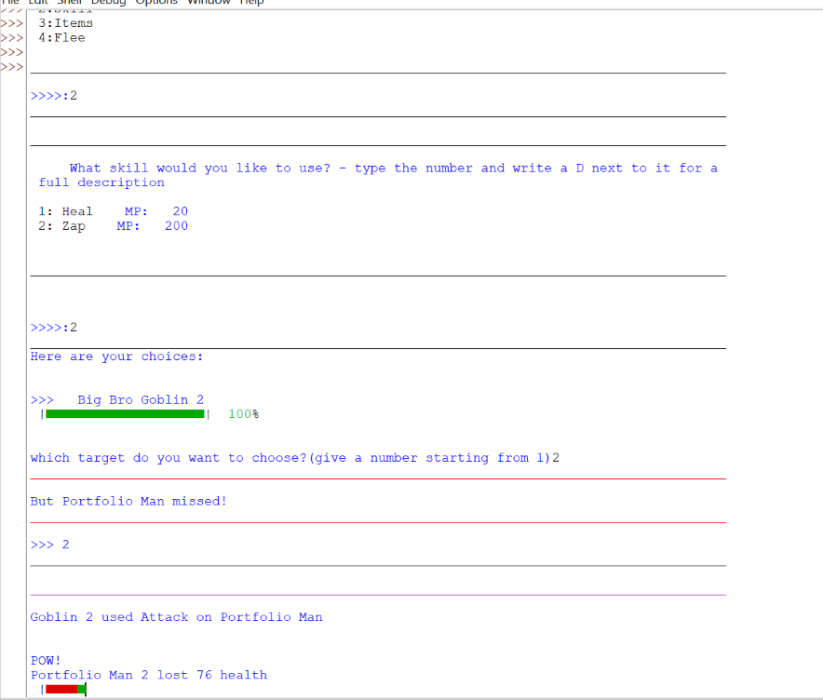 File Edit Shell Debug Options Window Help
>>> 2:Skill
>>> 3:Items
>>> 4:Flee
>>>
>>>
>>>>:2
What skill would you like to use? - type the number and write a D next to it for a
full description
1: Heal MP: 20
2: Zap MP: 200
>>>>:2
Here are your choices:
>>> Big Bro Goblin 2
| | 100%
which target do you want to choose?(give a number starting from 1)2
But Portfolio Man missed!
>>> 2
Goblin 2 used Attack on Portfolio Man
POW!
Portfolio Man 2 lost 76 health
|